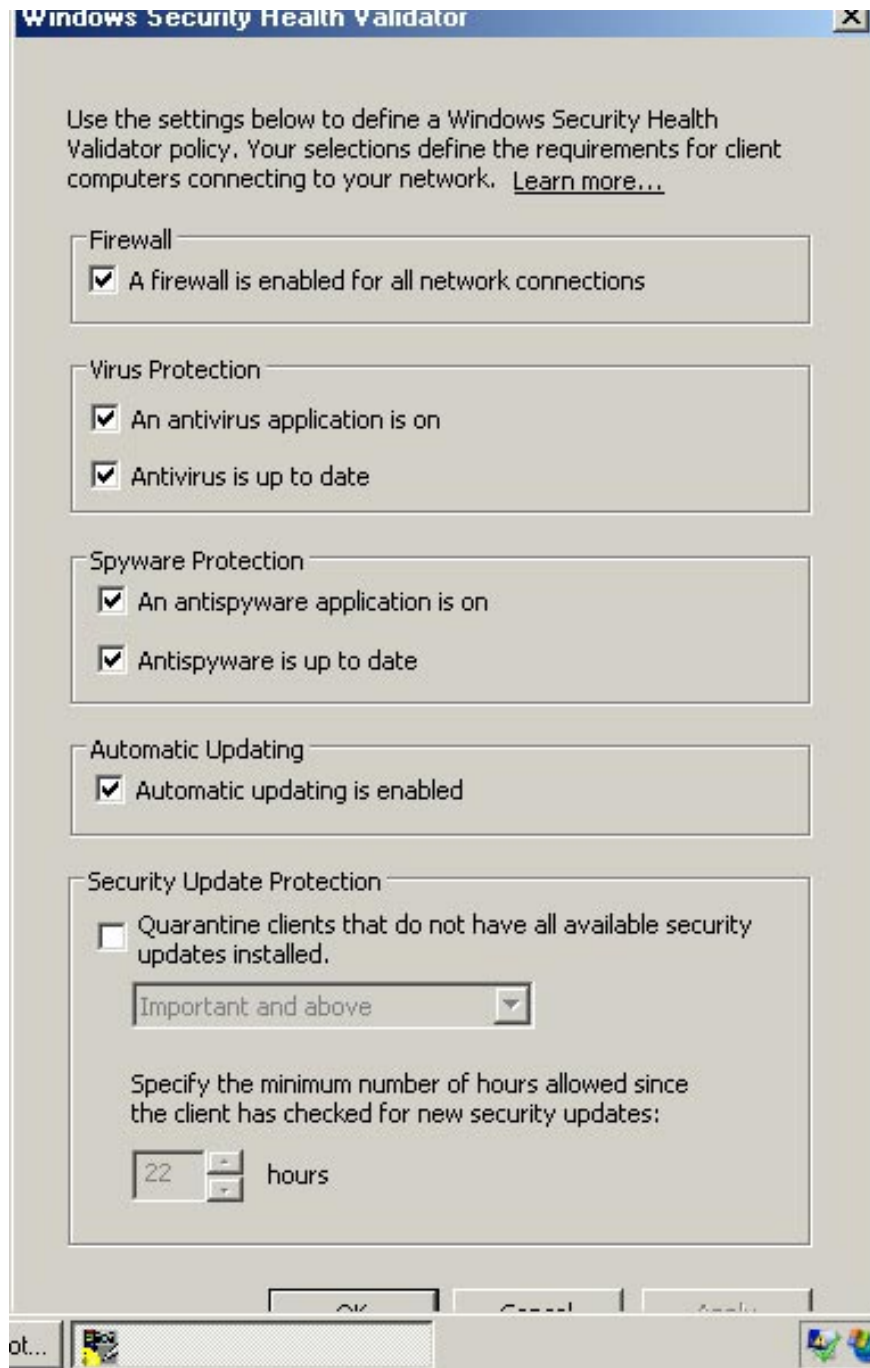 Windows Security Health Validator
Use the settings below to define a Windows Security Health
Validator policy. Your selections define the requirements for client
computers connecting to your network. Learn more...
Firewall
A firewall is enabled for all network connections
Virus Protection
An antivirus application is on
Antivirus is up to date
Spyware Protection
An antispyware application is on
Antispyware is up to date
Automatic Updating
Automatic updating is enabled
Security Update Protection
Quarantine clients that do not have all available security
updates installed.
Important and above
Specify the minimum number of hours allowed since
the client has checked for new security updates:
22 hours
OK Cancel Apply
ot...